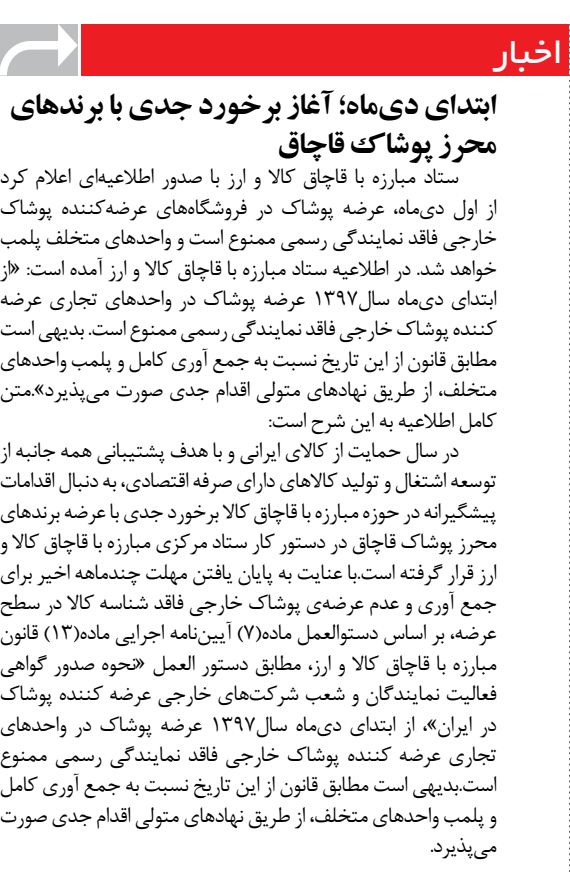 اخبار
ابتدای دی‌ماه؛ آغاز برخورد جدی با برندهای
محرز پوشاک قاچاق
ستاد مبارزه با قاچاق کالا و ارز با صدور اطلاعیه‌ای اعلام کرد
از اول دی‌ماه، عرضه پوشاک در فروشگاه‌های عرضه‌کننده پوشاک
خارجی فاقد نمایندگی رسمی ممنوع است و واحدهای متخلف پلمب
خواهد شد. در اطلاعیه ستاد مبارزه با قاچاق کالا و ارز آمده است: «از
ابتدای دی‌ماه سال۱۳۹۷ عرضه پوشاک در واحدهای تجاری عرضه
کننده پوشاک خارجی فاقد نمایندگی رسمی ممنوع است. بدیهی است
مطابق قانون از این تاریخ نسبت به جمع آوری کامل و پلمب واحدهای
متخلف، از طریق نهادهای متولی اقدام جدی صورت می‌پذیرد».متن
کامل اطلاعیه به این شرح است:
در سال حمایت از کالای ایرانی و با هدف پشتیبانی همه جانبه از
توسعه اشتغال و تولید کالاهای دارای صرفه اقتصادی، به دنبال اقدامات
پیشگیرانه در حوزه مبارزه با قاچاق کالا برخورد جدی با عرضه برندهای
محرز پوشاک قاچاق در دستور کار ستاد مرکزی مبارزه با قاچاق کالا و
ارز قرار گرفته است.با عنایت به پایان یافتن مهلت چندماهه اخیر برای
جمع آوری و عدم عرضه‌ی پوشاک خارجی فاقد شناسه کالا در سطح
عرضه، بر اساس دستوالعمل ماده(۷) آیین‌نامه اجرایی ماده(۱۳) قانون
مبارزه با قاچاق کالا و ارز، مطابق دستور العمل «نحوه صدور گواهی
فعالیت نمایندگان و شعب شرکت‌های خارجی عرضه کننده پوشاک
در ایران»، از ابتدای دی‌ماه سال۱۳۹۷ عرضه پوشاک در واحدهای
تجاری عرضه کننده پوشاک خارجی فاقد نمایندگی رسمی ممنوع
است.بدیهی است مطابق قانون از این تاریخ نسبت به جمع آوری کامل
و پلمب واحدهای متخلف، از طریق نهادهای متولی اقدام جدی صورت
می‌پذیرد.